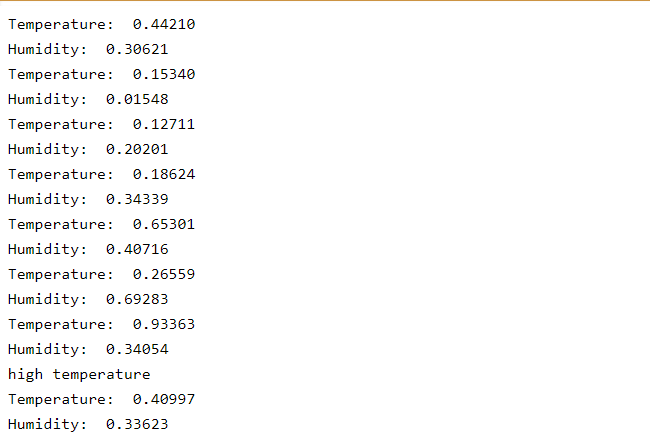 Temperature:  0.44210
Humidity:  0.30621
Temperature:  0.15340
Humidity:  0.01548
Temperature:  0.12711
Humidity:  0.20201
Temperature:  0.18624
Humidity:  0.34339
Temperature:  0.65301
Humidity:  0.40716
Temperature:  0.26559
Humidity:  0.69283
Temperature:  0.93363
Humidity:  0.34054
high temperature
Temperature:  0.40997
Humidity:  0.33623